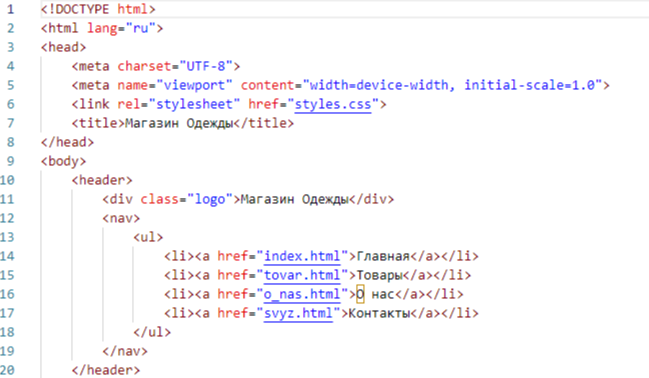 1 <!DOCTYPE html>
2 <html lang="ru">
3 <head>
4     <meta charset="UTF-8">
5     <meta name="viewport" content="width=device-width, initial-scale=1.0">
6     <link rel="stylesheet" href="styles.css">
7     <title>Магазин Одежды</title>
8 </head>
9 <body>
10     <header>
11         <div class="logo">Магазин Одежды</div>
12         <nav>
13             <ul>
14                 <li><a href="index.html">Главная</a></li>
15                 <li><a href="tovar.html">Товары</a></li>
16                 <li><a href="o_nas.html">О нас</a></li>
17                 <li><a href="svyz.html">Контакты</a></li>
18             </ul>
19         </nav>
20     </header>